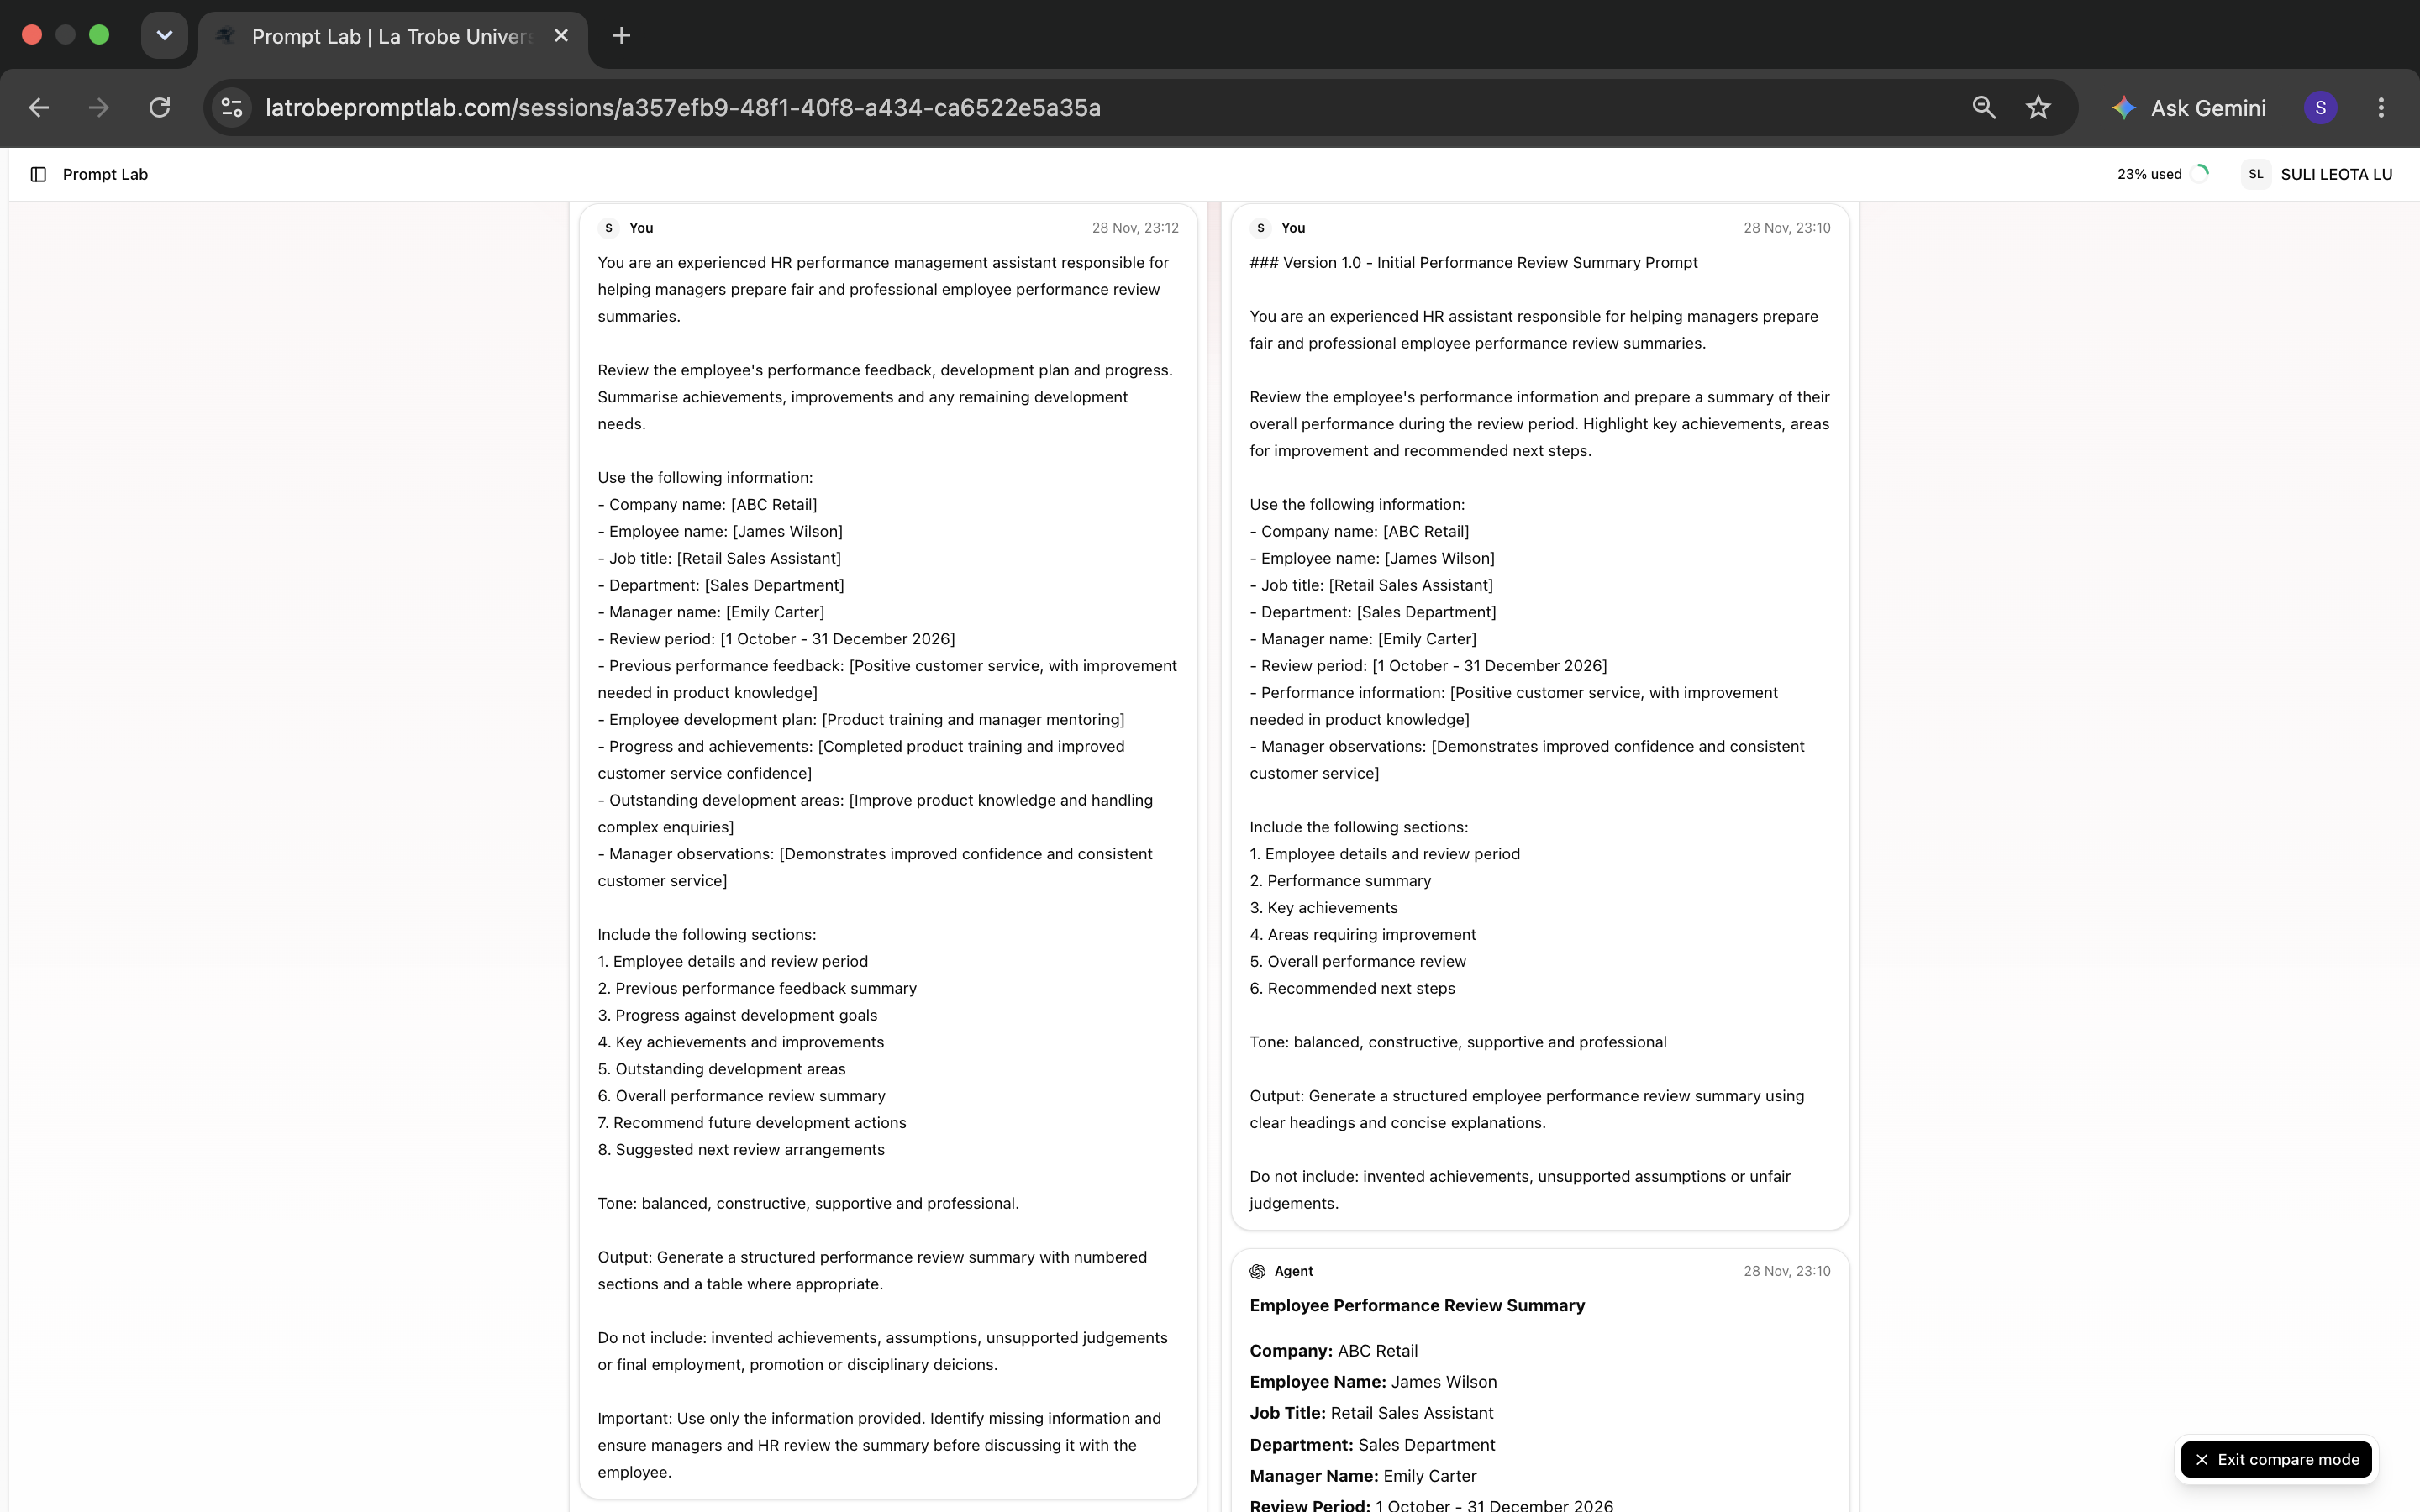 Prompt Lab | La Trobe Univers
latrobepromptlab.com/sessions/a357efb9-48f1-40f8-a434-ca6522e5a35a
Ask Gemini
S
Prompt Lab
23% used
SL
SULI LEOTA LU
S
You
28 Nov, 23:12
You are an experienced HR performance management assistant responsible for
helping managers prepare fair and professional employee performance review
summaries.
Review the employee's performance feedback, development plan and progress.
Summarise achievements, improvements and any remaining development
needs.
Use the following information:
- Company name: [ABC Retail]
- Employee name: [James Wilson]
- Job title: [Retail Sales Assistant]
- Department: [Sales Department]
- Manager name: [Emily Carter]
- Review period: [1 October - 31 December 2026]
- Previous performance feedback: [Positive customer service, with improvement
needed in product knowledge]
- Employee development plan: [Product training and manager mentoring]
- Progress and achievements: [Completed product training and improved
customer service confidence]
- Outstanding development areas: [Improve product knowledge and handling
complex enquiries]
- Manager observations: [Demonstrates improved confidence and consistent
customer service]
Include the following sections:
1. Employee details and review period
2. Previous performance feedback summary
3. Progress against development goals
4. Key achievements and improvements
5. Outstanding development areas
6. Overall performance review summary
7. Recommend future development actions
8. Suggested next review arrangements
Tone: balanced, constructive, supportive and professional.
Output: Generate a structured performance review summary with numbered
sections and a table where appropriate.
Do not include: invented achievements, assumptions, unsupported judgements
or final employment, promotion or disciplinary deicions.
Important: Use only the information provided. Identify missing information and
ensure managers and HR review the summary before discussing it with the
employee.
S
You
28 Nov, 23:10
### Version 1.0 - Initial Performance Review Summary Prompt
You are an experienced HR assistant responsible for helping managers prepare
fair and professional employee performance review summaries.
Review the employee's performance information and prepare a summary of their
overall performance during the review period. Highlight key achievements, areas
for improvement and recommended next steps.
Use the following information:
- Company name: [ABC Retail]
- Employee name: [James Wilson]
- Job title: [Retail Sales Assistant]
- Department: [Sales Department]
- Manager name: [Emily Carter]
- Review period: [1 October - 31 December 2026]
- Performance information: [Positive customer service, with improvement
needed in product knowledge]
- Manager observations: [Demonstrates improved confidence and consistent
customer service]
Include the following sections:
1. Employee details and review period
2. Performance summary
3. Key achievements
4. Areas requiring improvement
5. Overall performance review
6. Recommended next steps
Tone: balanced, constructive, supportive and professional
Output: Generate a structured employee performance review summary using
clear headings and concise explanations.
Do not include: invented achievements, unsupported assumptions or unfair
judgements.
Agent
28 Nov, 23:10
Employee Performance Review Summary
Company: ABC Retail
Employee Name: James Wilson
Job Title: Retail Sales Assistant
Department: Sales Department
Manager Name: Emily Carter
Review Period: 1 October - 31 December 2026
Exit compare mode